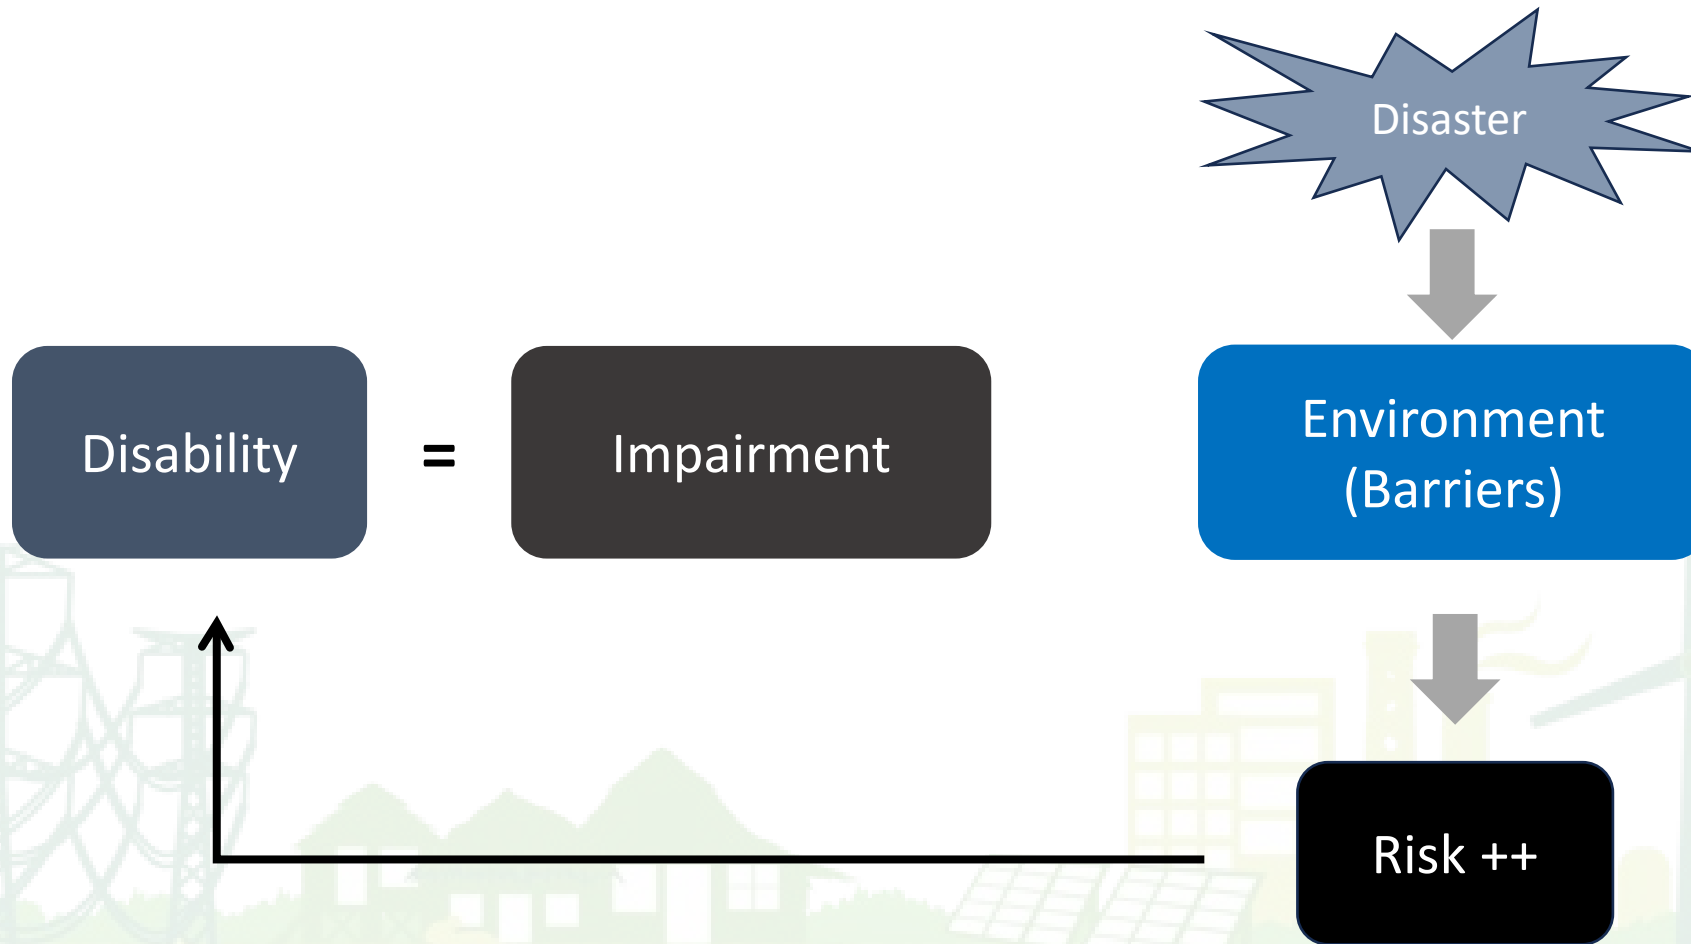 Disaster
Disability
=
Impairment
Environment
(Barriers)
Risk ++